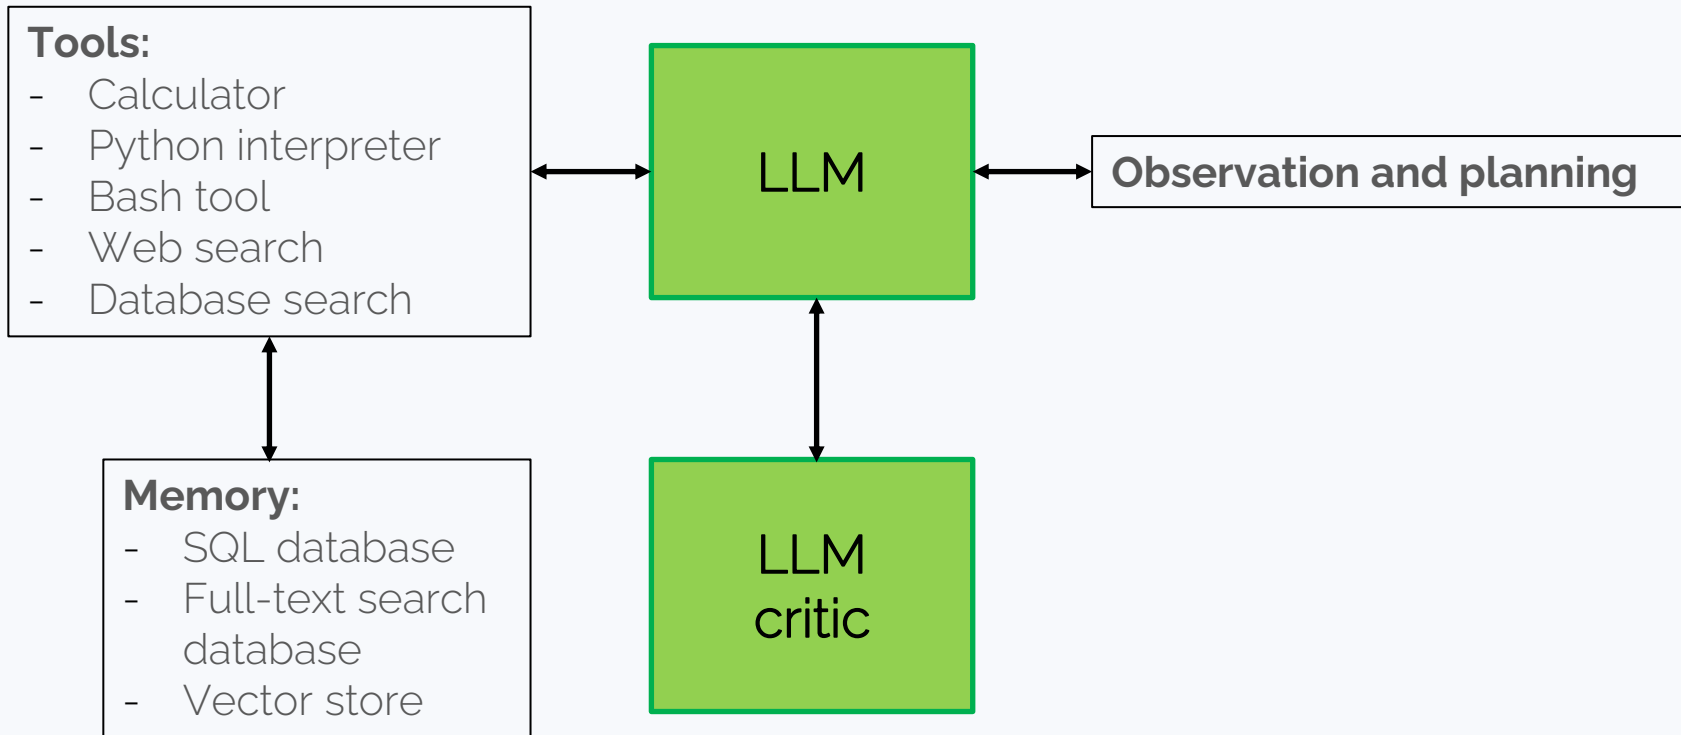 Tools:
- Calculator
- Python interpreter
- Bash tool
- Web search
- Database search
LLM
Observation and planning
Memory:
- SQL database
- Full-text search
database
- Vector store
LLM
critic